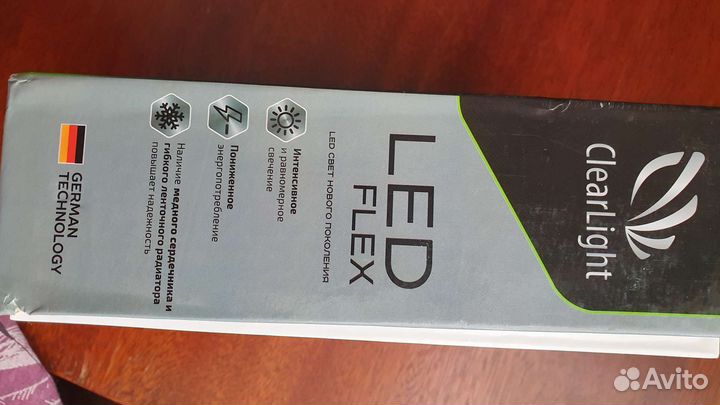 ClearLight
LED
FLEX
LED СВЕТ НОВОГО ПОКОЛЕНИЯ
Интенсивное
и равномерное
свечение
Пониженное
энергопотребление
Наличие медного сердечника и
гибкого ленточного радиатора
повышает надежность
GERMAN
TECHNOLOGY
Avito